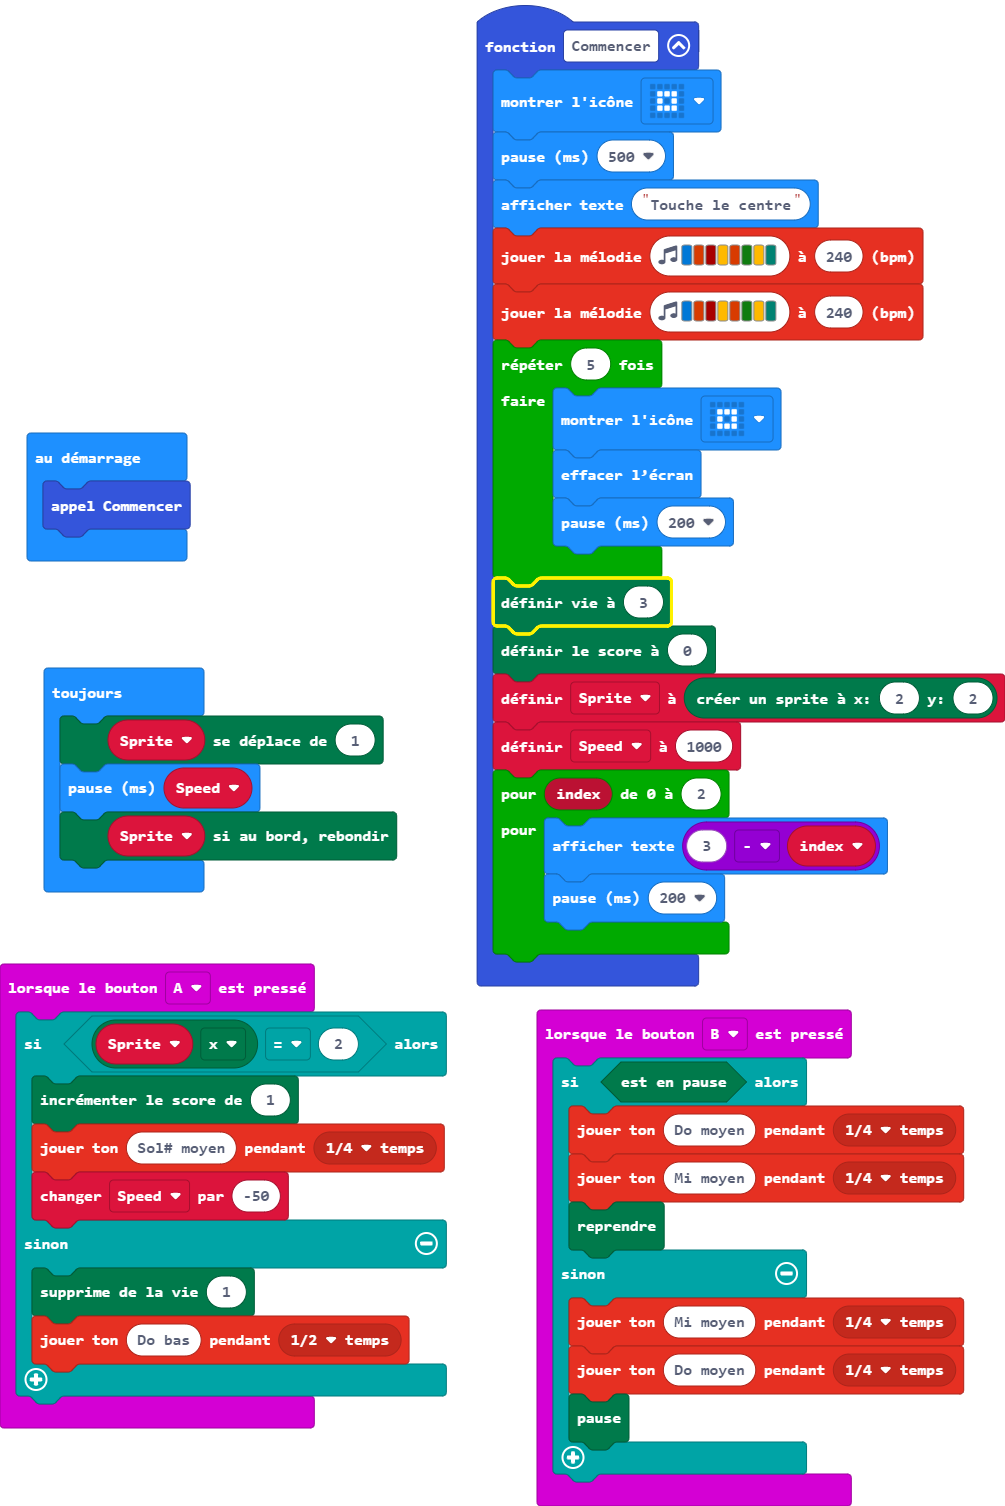 fonction Commencer
montrer l'icône
pause (ms) 500
afficher texte "Touche le centre"
jouer la mélodie à 240 (bpm)
jouer la mélodie à 240 (bpm)
répéter 5 fois
faire
montrer l'icône
effacer l’écran
pause (ms) 200
définir vie à 3
définir le score à 0
définir Sprite à créer un sprite à x: 2 y: 2
définir Speed à 1000
pour index de 0 à 2
pour
afficher texte 3 - index
pause (ms) 200
au démarrage
appel Commencer
toujours
Sprite se déplace de 1
pause (ms) Speed
Sprite si au bord, rebondir
lorsque le bouton A est pressé
si Sprite x = 2 alors
incrémenter le score de 1
jouer ton Sol# moyen pendant 1/4 temps
changer Speed par -50
sinon
supprime de la vie 1
jouer ton Do bas pendant 1/2 temps
lorsque le bouton B est pressé
si est en pause alors
jouer ton Do moyen pendant 1/4 temps
jouer ton Mi moyen pendant 1/4 temps
reprendre
sinon
jouer ton Mi moyen pendant 1/4 temps
jouer ton Do moyen pendant 1/4 temps
pause